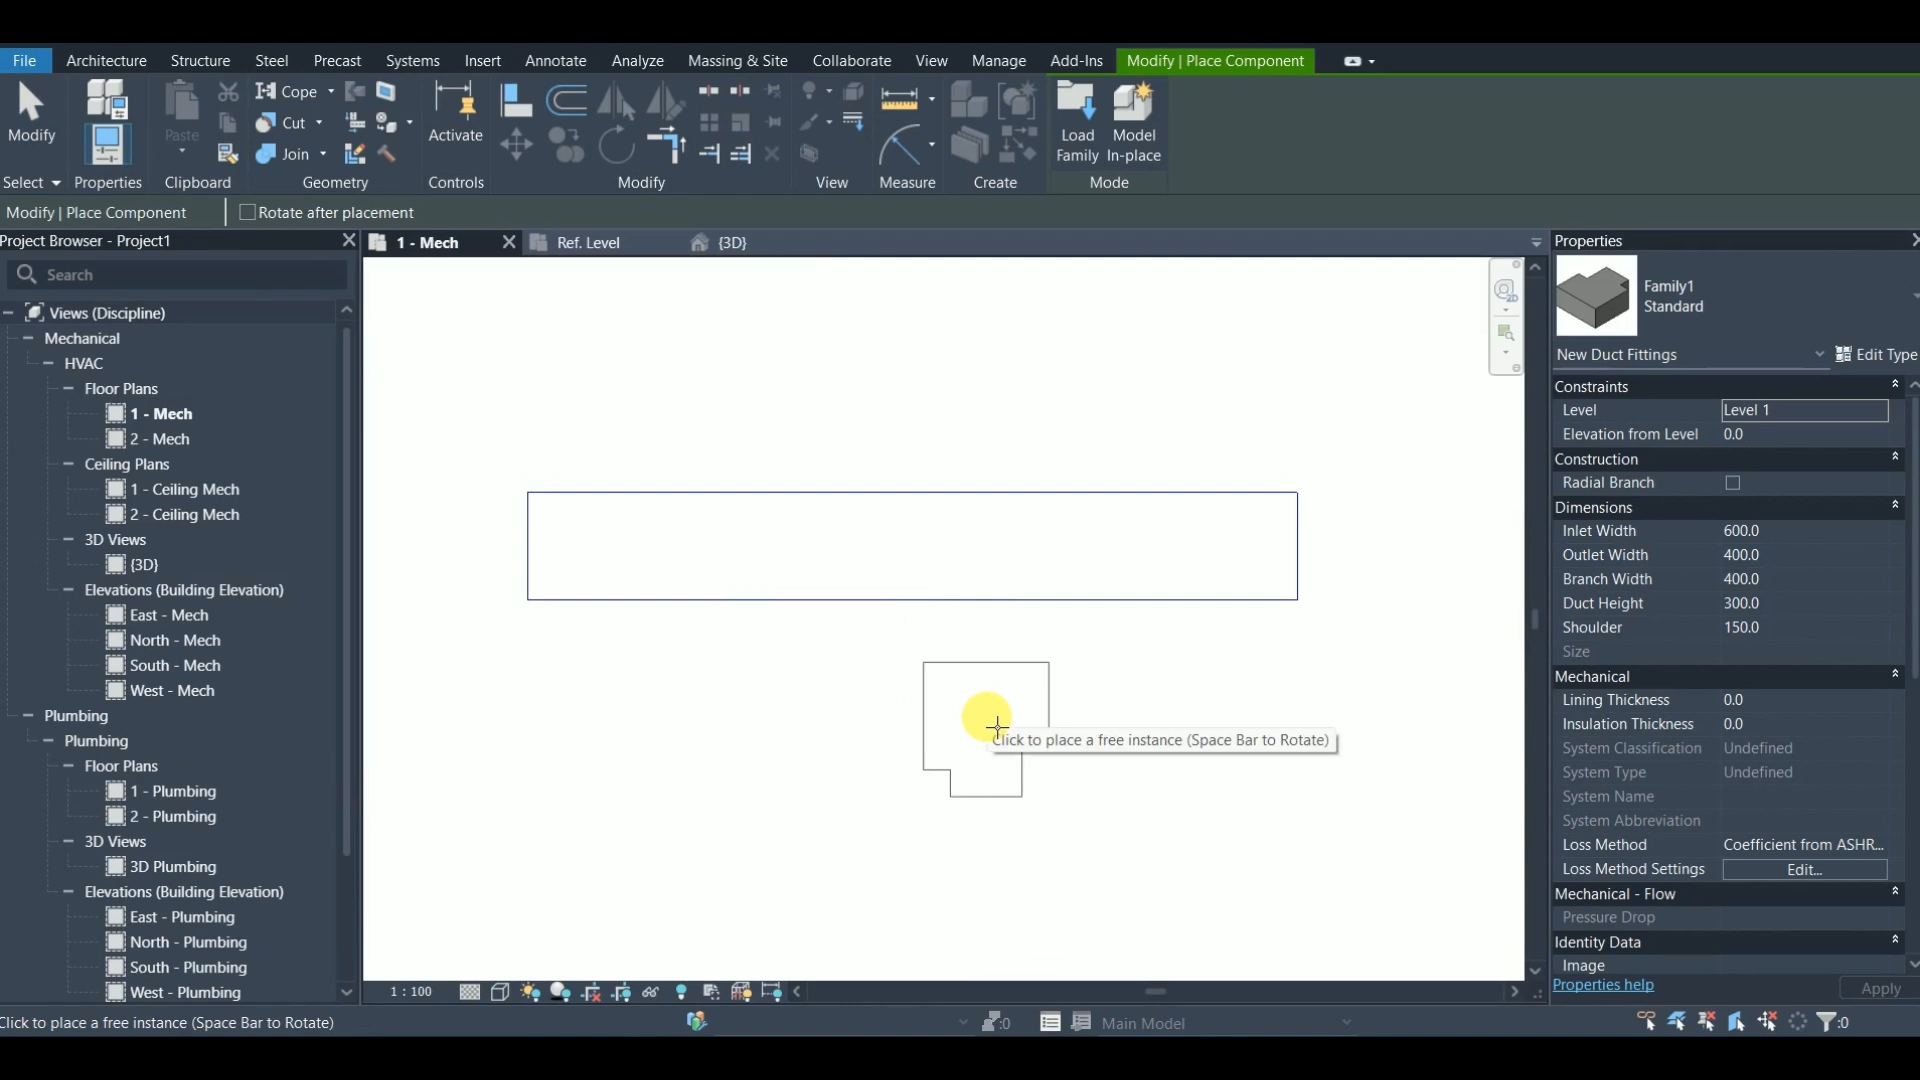 File Architecture Structure Steel Precast Systems Insert Annotate Analyze Massing & Site Collaborate View Manage Add-Ins Modify | Place Component
Modify
Paste
Cope
Cut
Join
Activate
Load Family
Model In-place
Select Properties Clipboard Geometry Controls Modify View Measure Create Mode
Modify | Place Component Rotate after placement
Project Browser - Project1
Search
Views (Discipline)
Mechanical
HVAC
Floor Plans
1 - Mech
2 - Mech
Ceiling Plans
1 - Ceiling Mech
2 - Ceiling Mech
3D Views
{3D}
Elevations (Building Elevation)
East - Mech
North - Mech
South - Mech
West - Mech
Plumbing
Plumbing
Floor Plans
1 - Plumbing
2 - Plumbing
3D Views
3D Plumbing
Elevations (Building Elevation)
East - Plumbing
North - Plumbing
South - Plumbing
West - Plumbing
1 - Mech Ref. Level {3D}
2D
Click to place a free instance (Space Bar to Rotate)
1 : 100
Properties
Family1
Standard
New Duct Fittings Edit Type
Constraints
Level Level 1
Elevation from Level 0.0
Construction
Radial Branch
Dimensions
Inlet Width 600.0
Outlet Width 400.0
Branch Width 400.0
Duct Height 300.0
Shoulder 150.0
Size
Mechanical
Lining Thickness 0.0
Insulation Thickness 0.0
System Classification Undefined
System Type Undefined
System Name
System Abbreviation
Loss Method Coefficient from ASHR...
Loss Method Settings Edit...
Mechanical - Flow
Pressure Drop
Identity Data
Image
Properties help Apply
Click to place a free instance (Space Bar to Rotate) :0 Main Model :0